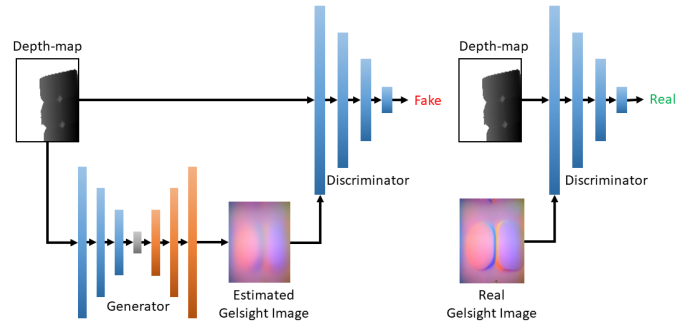 Depth-map
Fake
Discriminator
Generator
Estimated
Gelsight Image
Depth-map
Real
Discriminator
Real
Gelsight Image